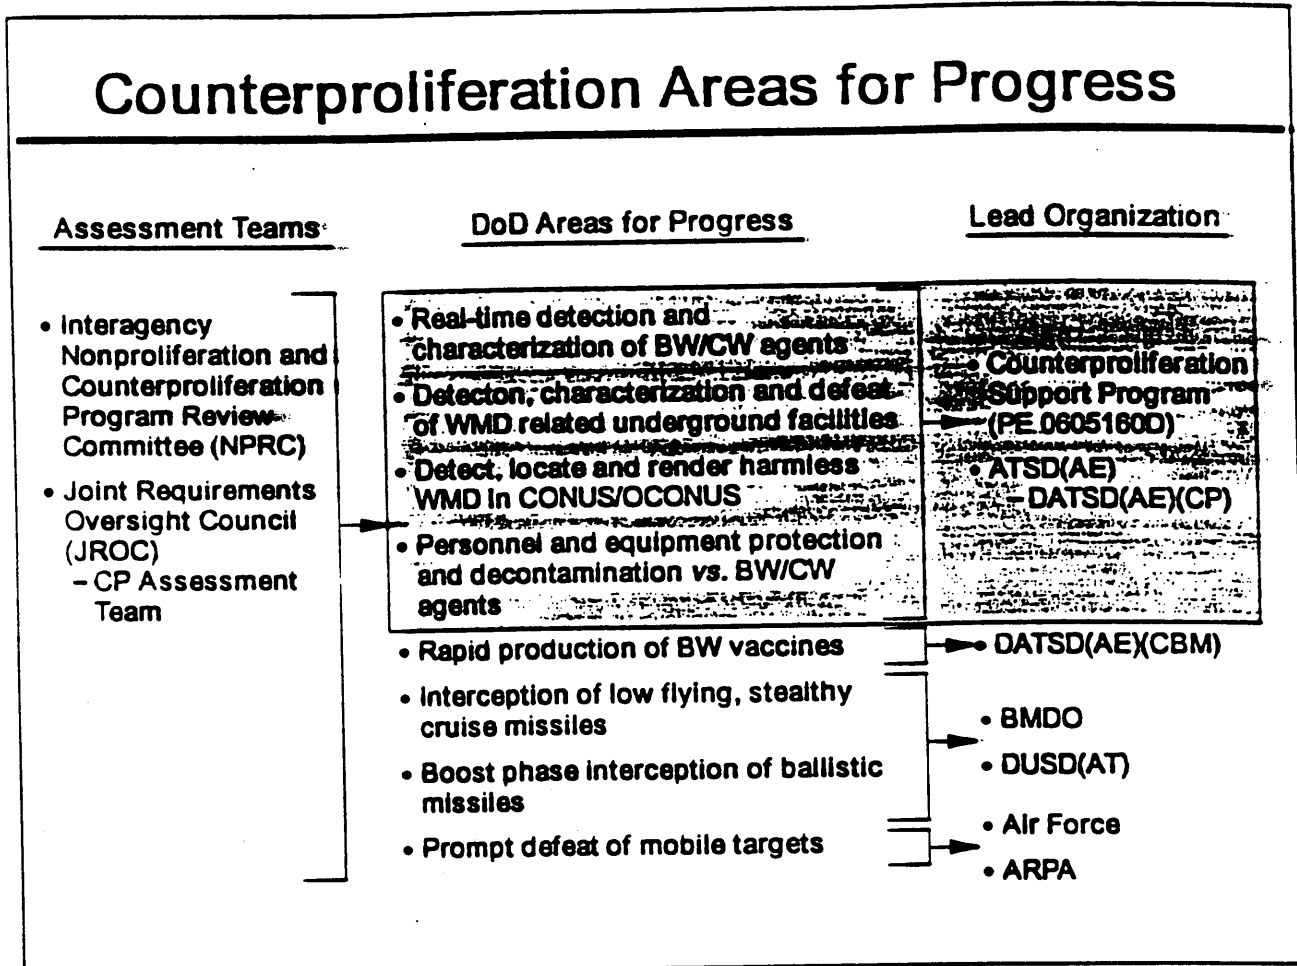 Counterproliferation Areas for Progress
Assessment Teams
• Interagency
Nonproliferation and
Counterproliferation
Program Review
Committee (NPRC)
• Joint Requirements
Oversight Council
(JROC)
– CP Assessment
Team
DoD Areas for Progress
• Real-time detection and
characterization of BW/CW agents
• Detecton, characterization and defeat
of WMD related underground facilities
• Detect, locate and render harmless
WMD in CONUS/OCONUS
• Personnel and equipment protection
and decontamination vs. BW/CW
agents
• Rapid production of BW vaccines
• Interception of low flying, stealthy
cruise missiles
• Boost phase interception of ballistic
missiles
• Prompt defeat of mobile targets
Lead Organization
• Counterproliferation
Support Program
(PE 0605160D)
• ATSD(AE)
– DATSD(AE)(CP)
• DATSD(AE)(CBM)
• BMDO
• DUSD(AT)
• Air Force
• ARPA